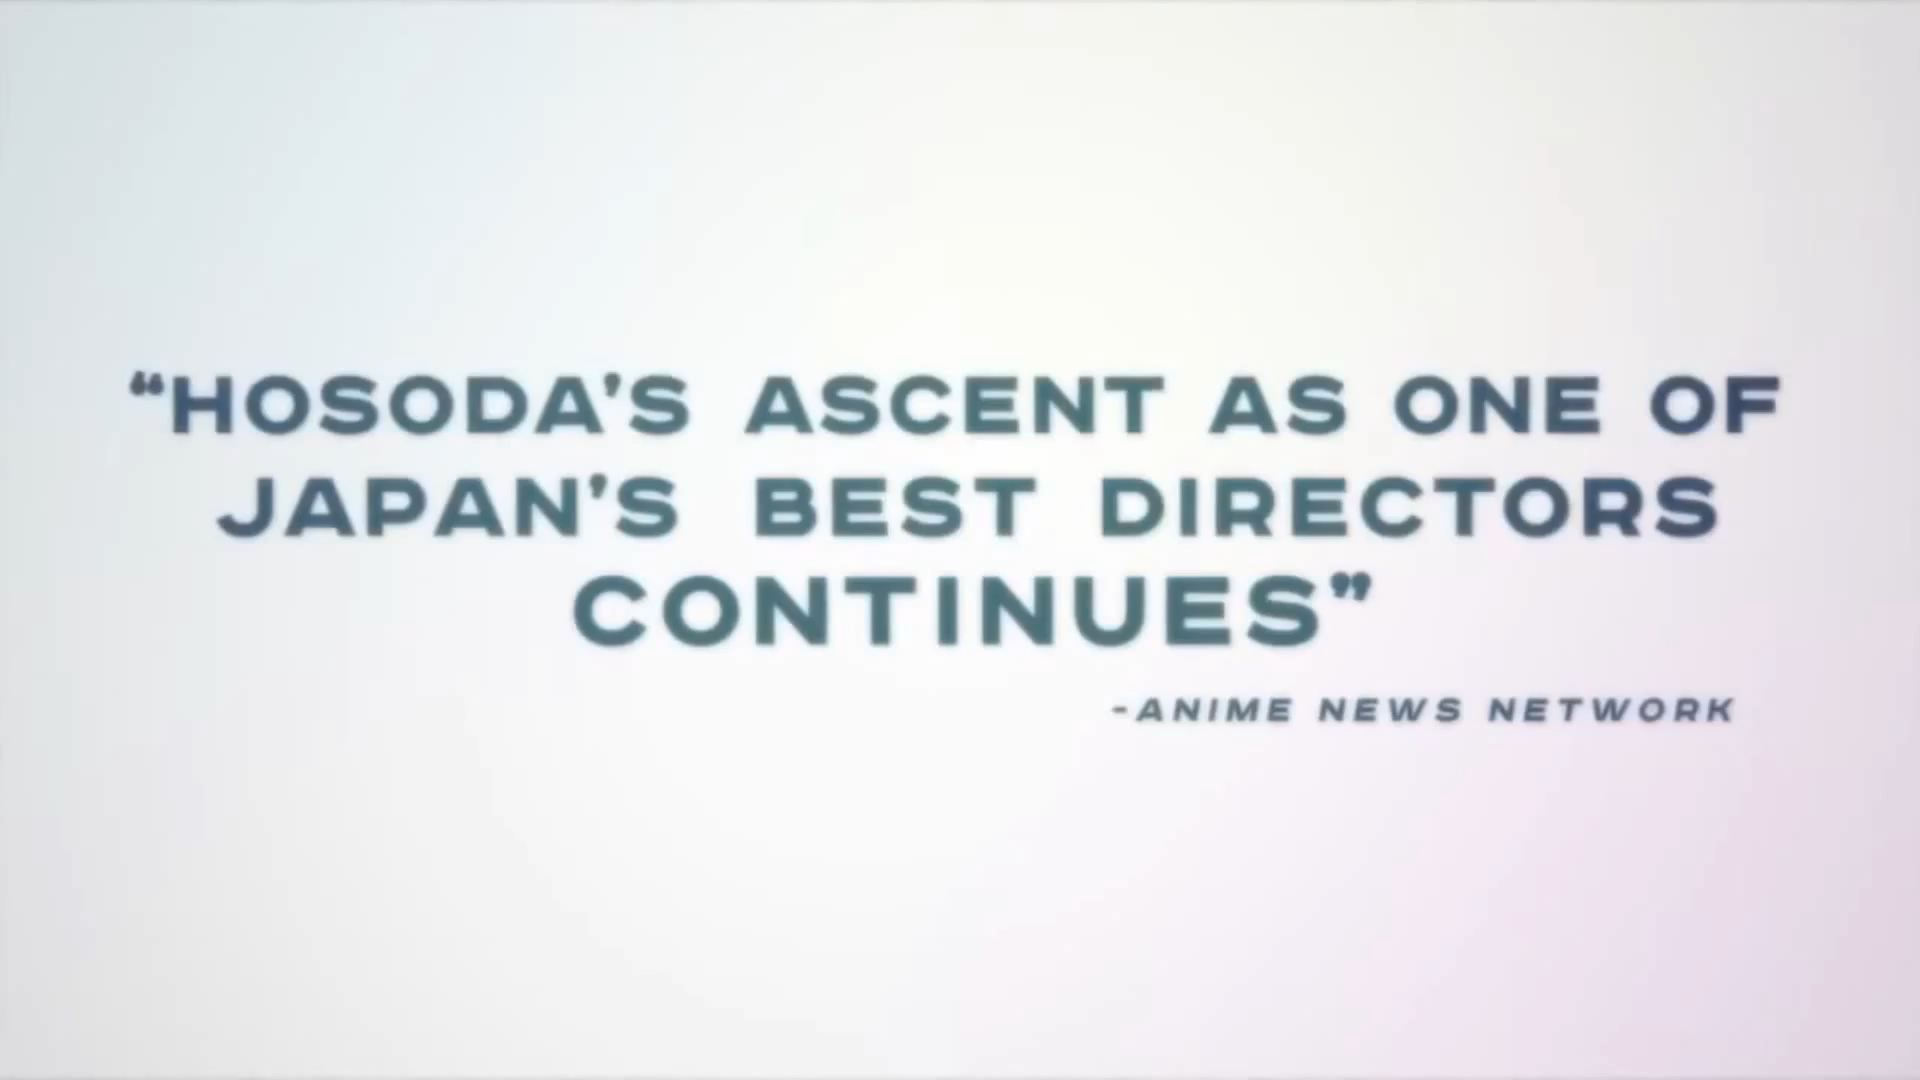 “HOSODA’S ASCENT AS ONE OF
JAPAN’S BEST DIRECTORS
CONTINUES”
-ANIME NEWS NETWORK